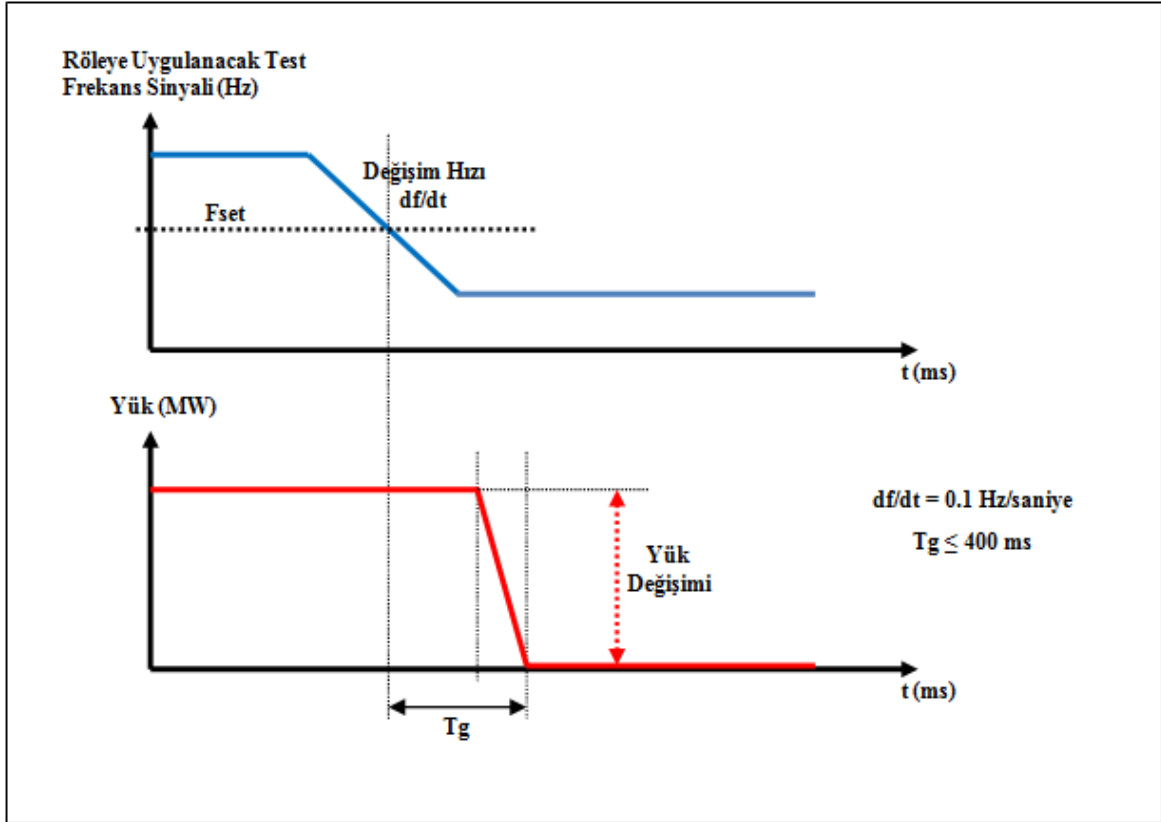 Röleye Uygulanacak Test
Frekans Sinyali (Hz)
Değişim Hızı
df/dt
Fset
t (ms)
Yük (MW)
df/dt = 0.1 Hz/saniye
Tg ≤ 400 ms
Yük
Değişimi
t (ms)
Tg